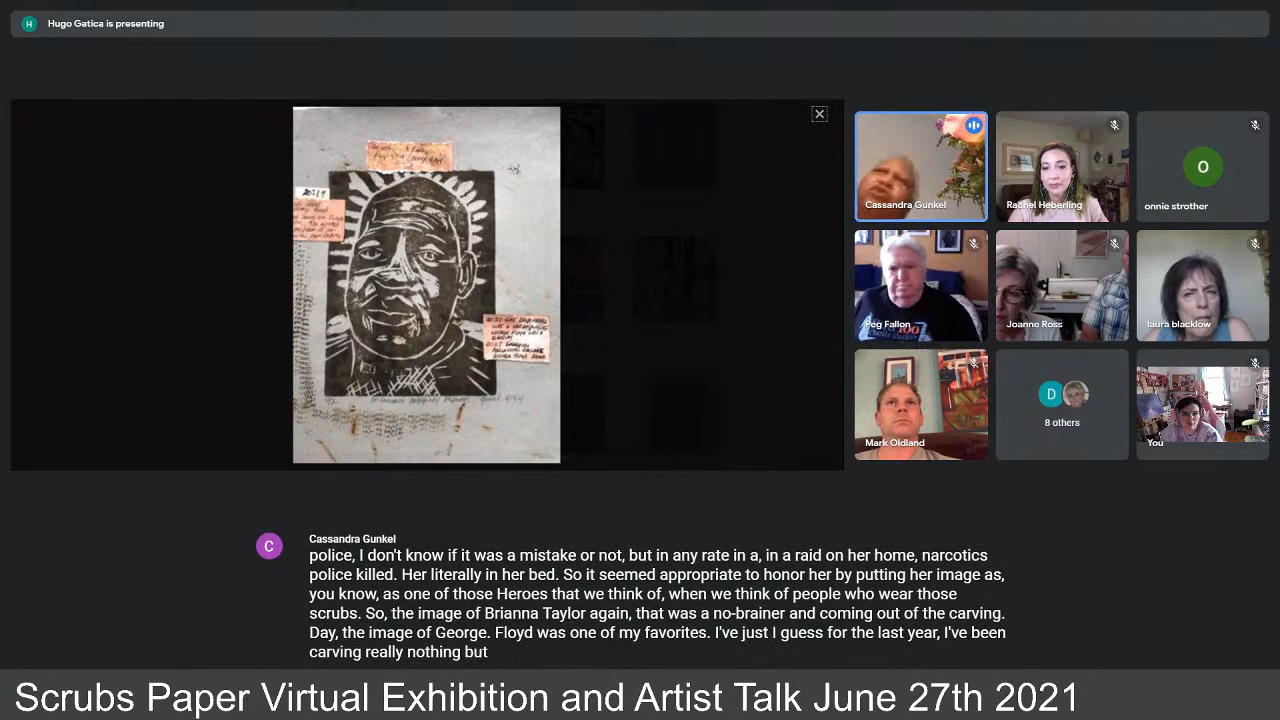 H Hugo Gatica is presenting
20:19
Cassandra Gunkel
Rachel Heberling
O
onnie strother
Peg Fallon
Joanne Ross
laura blacklow
Mark Oldland
D
8 others
You
C
Cassandra Gunkel
police, I don't know if it was a mistake or not, but in any rate in a, in a raid on her home, narcotics
police killed. Her literally in her bed. So it seemed appropriate to honor her by putting her image as,
you know, as one of those Heroes that we think of, when we think of people who wear those
scrubs. So, the image of Brianna Taylor again, that was a no-brainer and coming out of the carving.
Day, the image of George. Floyd was one of my favorites. I've just I guess for the last year, I've been
carving really nothing but
Scrubs Paper Virtual Exhibition and Artist Talk June 27th 2021